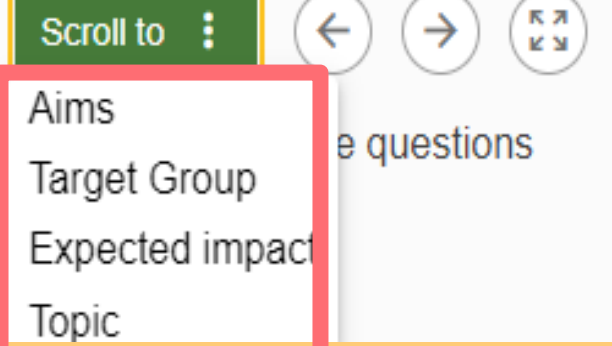 Scroll to
Aims
e questions
Target Group
Expected impact
Topic